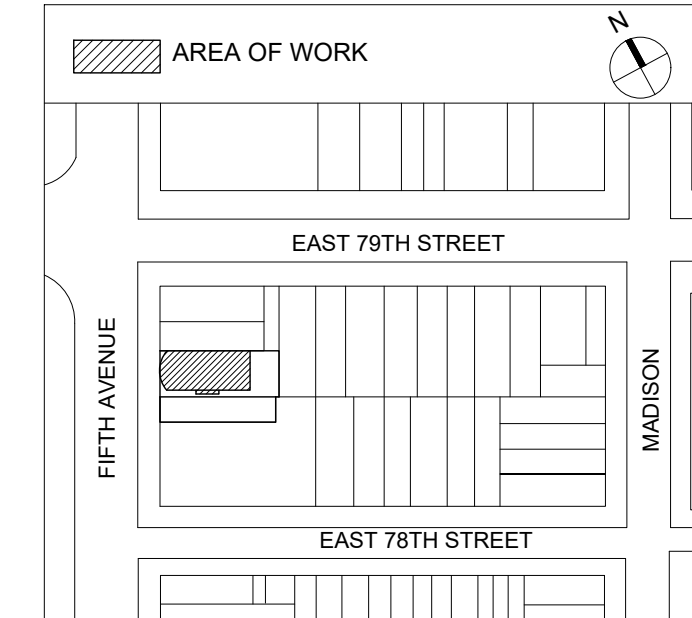 N
AREA OF WORK
EAST 79TH STREET
FIFTH AVENUE
MADISON
EAST 78TH STREET